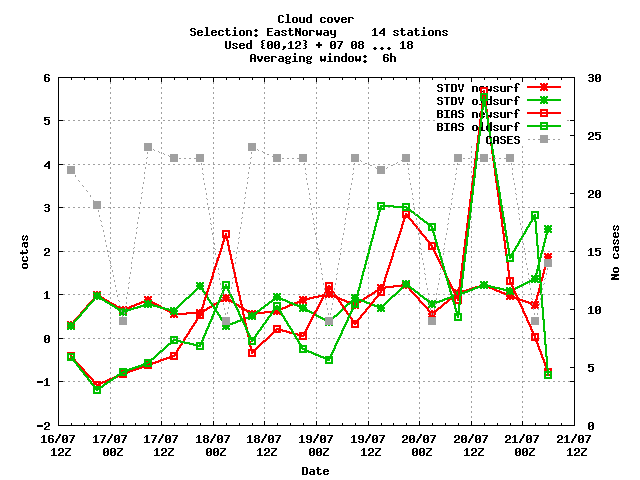 Cloud cover
Selection: EastNorway     14 stations
Used {00,12} + 07 08 ... 18
Averaging window:  6h
STDV newsurf
STDV oldsurf
BIAS newsurf
BIAS oldsurf
CASES
6
5
4
3
2
1
0
-1
-2
octas
30
25
20
15
10
5
0
No cases
16/07 17/07 17/07 18/07 18/07 19/07 19/07 20/07 20/07 21/07 21/07
12Z 00Z 12Z 00Z 12Z 00Z 12Z 00Z 12Z 00Z 12Z
Date